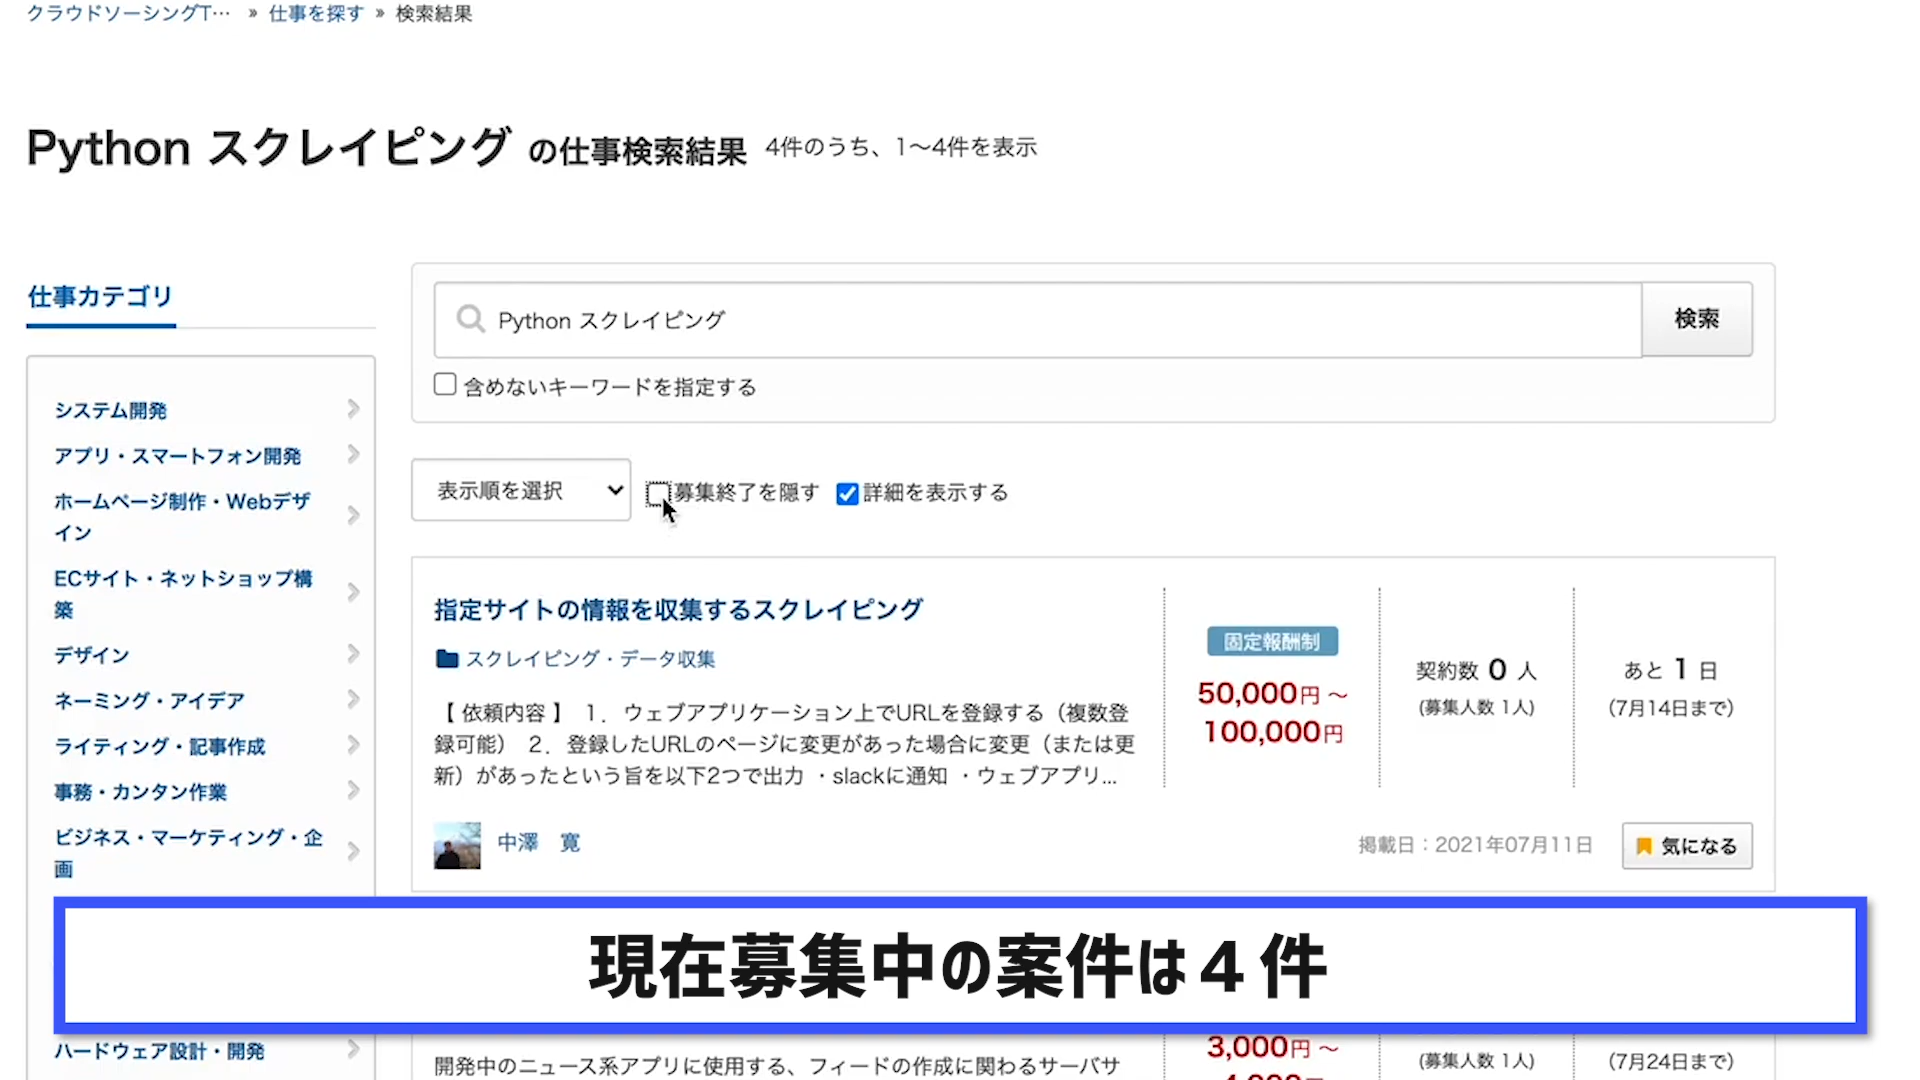 クラウドソーシングT… » 仕事を探す » 検索結果
Python スクレイピング の仕事検索結果 4件のうち、1〜4件を表示
仕事カテゴリ
システム開発
アプリ・スマートフォン開発
ホームページ制作・Webデザ
イン
ECサイト・ネットショップ構
築
デザイン
ネーミング・アイデア
ライティング・記事作成
事務・カンタン作業
ビジネス・マーケティング・企
画
ハードウェア設計・開発
Python スクレイピング
検索
含めないキーワードを指定する
表示順を選択 募集終了を隠す 詳細を表示する
指定サイトの情報を収集するスクレイピング
スクレイピング・データ収集
【 依頼内容 】 1．ウェブアプリケーション上でURLを登録する（複数登
録可能） 2．登録したURLのページに変更があった場合に変更（または更
新）があったという旨を以下2つで出力 ・slackに通知 ・ウェブアプリ...
固定報酬制
50,000円 〜
100,000円
契約数 0 人
(募集人数 1人)
あと 1 日
(7月14日まで)
中澤 寛
掲載日：2021年07月11日
気になる
現在募集中の案件は４件
開発中のニュース系アプリに使用する、フィードの作成に関わるサーバサ
3,000円 〜
(募集人数 1人)
(7月24日まで)